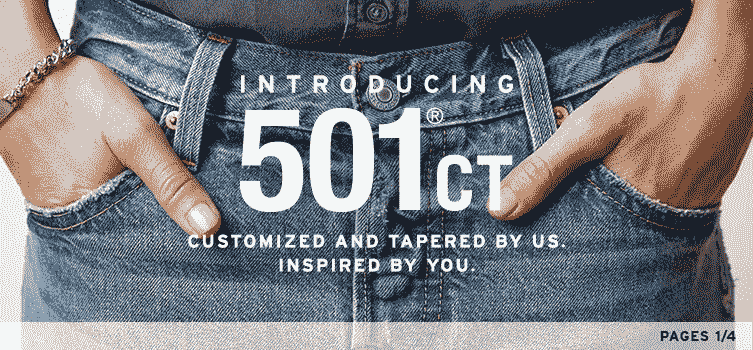 INTRODUCING
501® CT
CUSTOMIZED AND TAPERED BY US.
INSPIRED BY YOU.
PAGES 1/4